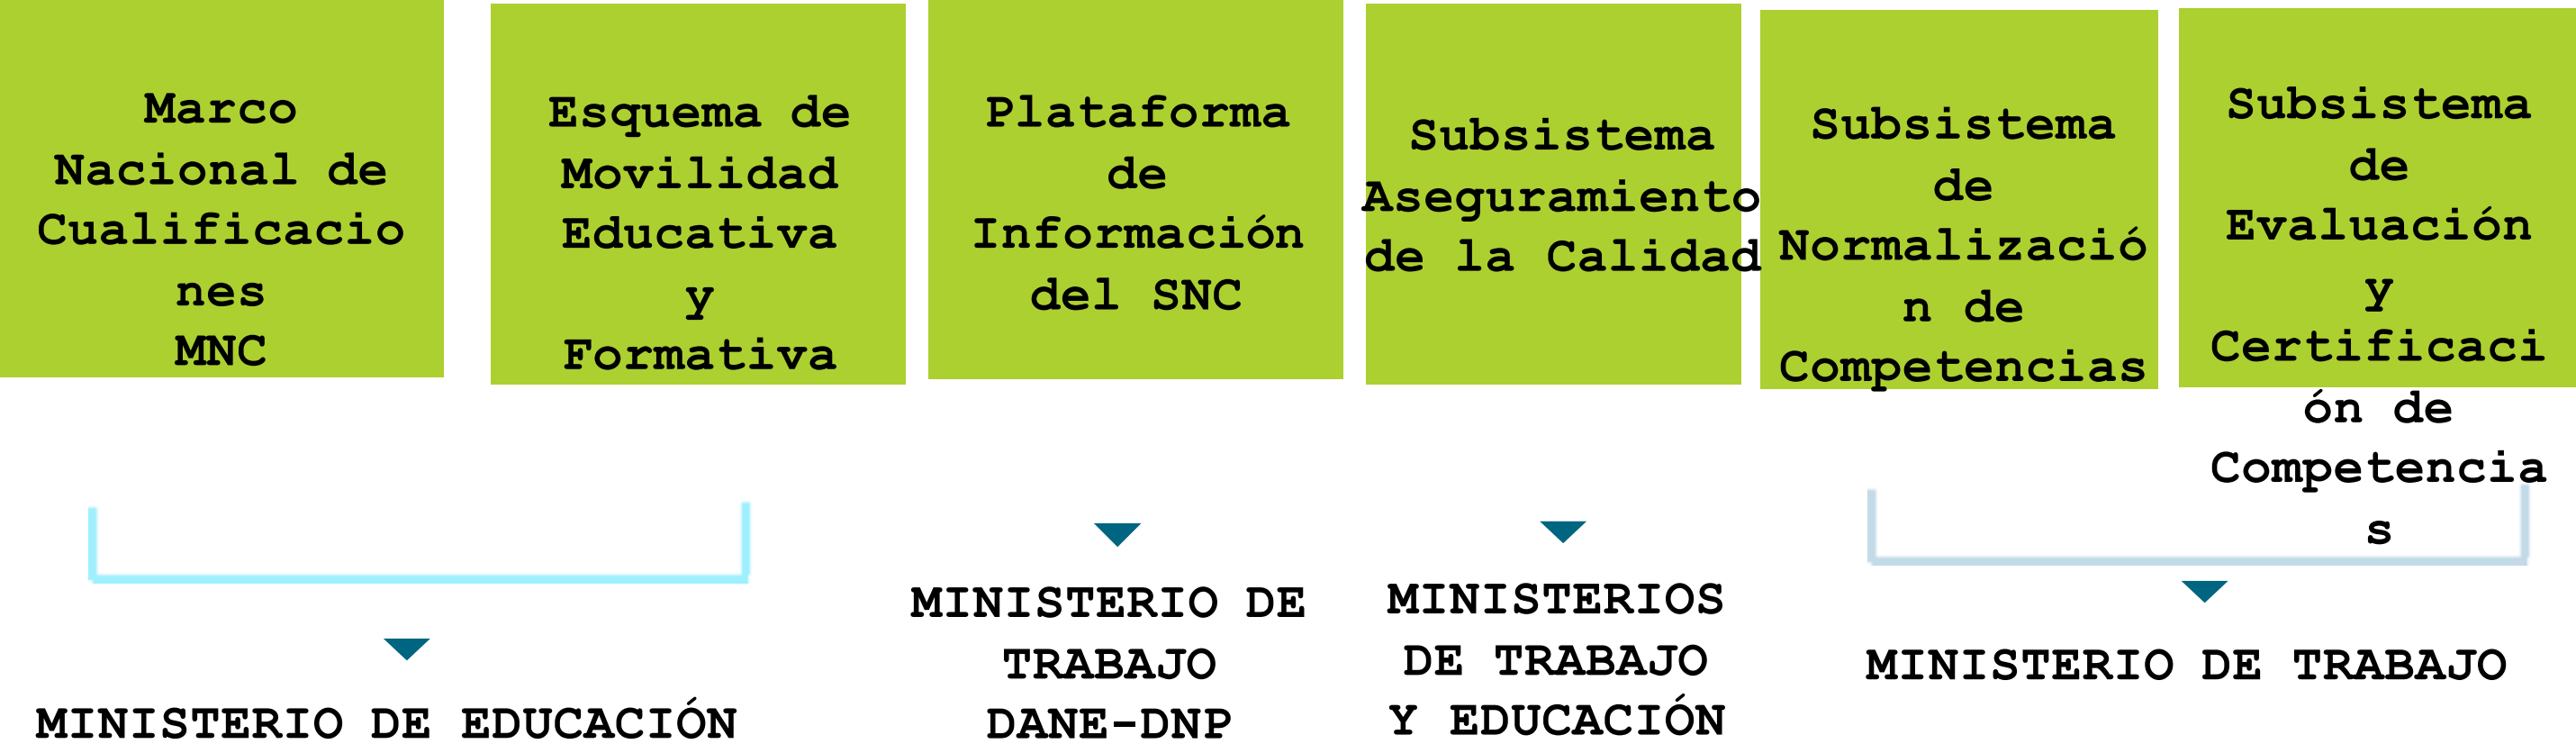 Marco
Nacional de
Cualificacio
nes
MNC
Esquema de
Movilidad
Educativa
y
Formativa
Plataforma
de
Información
del SNC
Subsistema
Aseguramiento
de la Calidad
Subsistema
de
Normalizació
n de
Competencias
Subsistema
de
Evaluación
y
Certificaci
ón de
Competencia
s
MINISTERIO DE EDUCACIÓN
MINISTERIO DE
TRABAJO
DANE-DNP
MINISTERIOS
DE TRABAJO
Y EDUCACIÓN
MINISTERIO DE TRABAJO